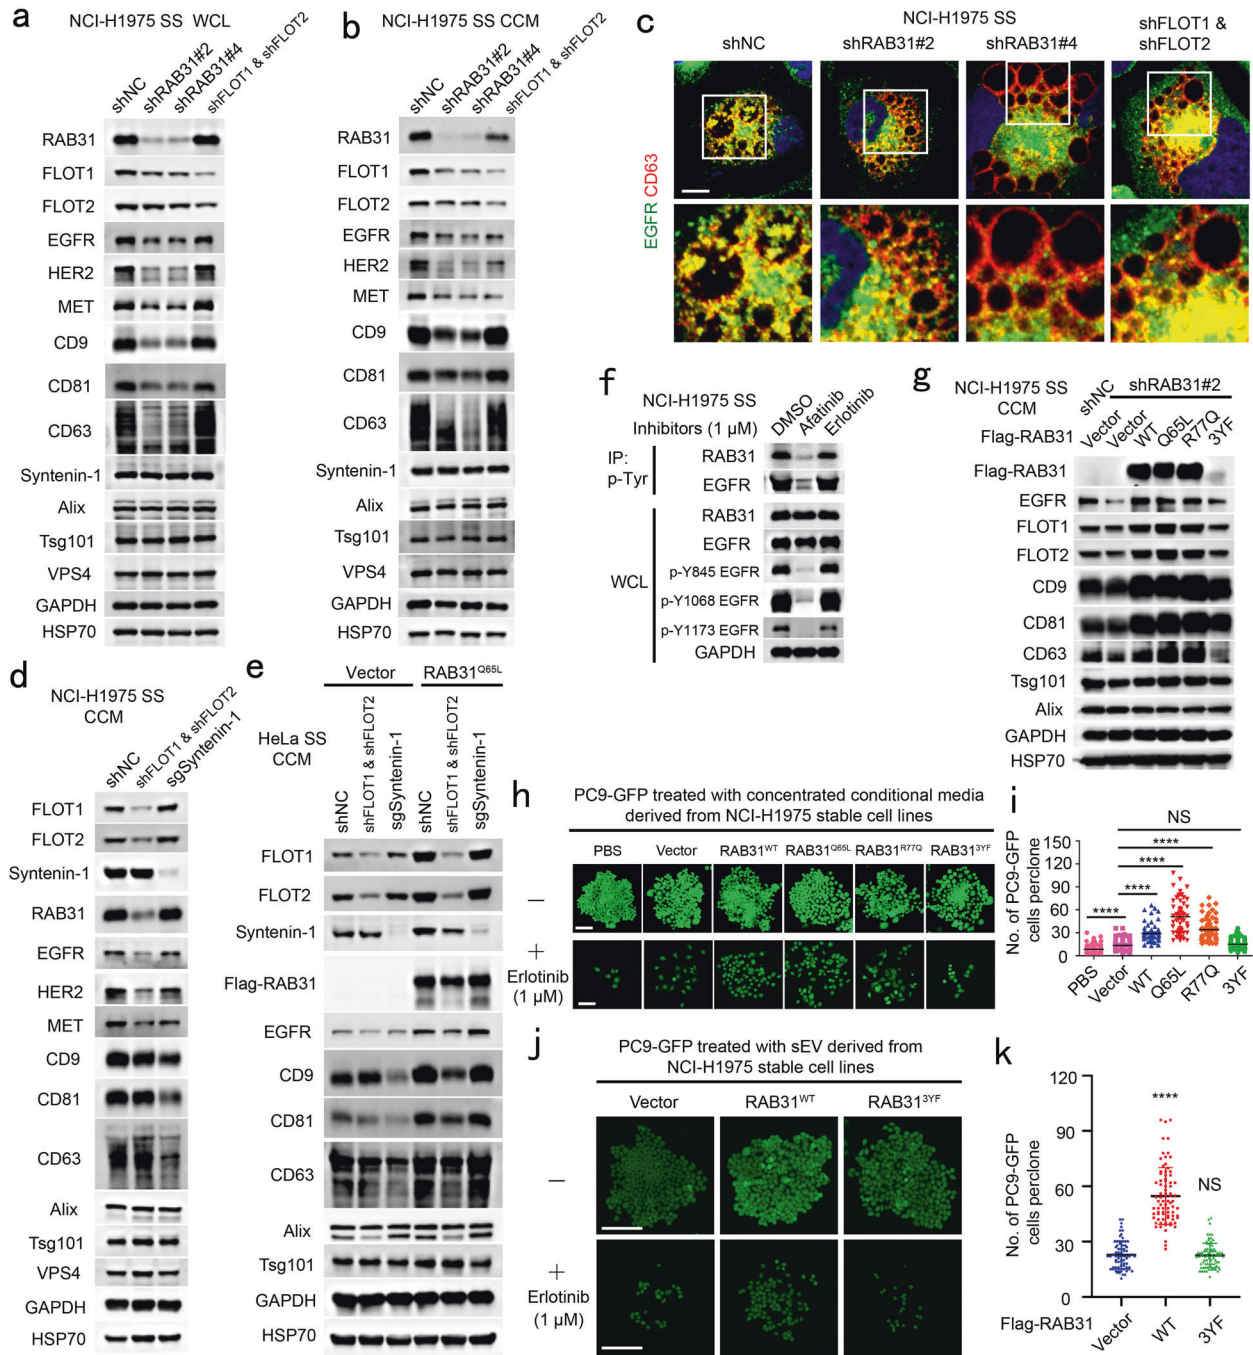 a
NCI-H1975 SS WCL
shNC
shRAB31#2
shRAB31#4
shFLOT1 & shFLOT2
RAB31
FLOT1
FLOT2
EGFR
HER2
MET
CD9
CD81
CD63
Syntenin-1
Alix
Tsg101
VPS4
GAPDH
HSP70
b
NCI-H1975 SS CCM
shNC
shRAB31#2
shRAB31#4
shFLOT1 & shFLOT2
RAB31
FLOT1
FLOT2
EGFR
HER2
MET
CD9
CD81
CD63
Syntenin-1
Alix
Tsg101
VPS4
GAPDH
HSP70
c
NCI-H1975 SS
shNC
shRAB31#2
shRAB31#4
shFLOT1 &
shFLOT2
EGFR CD63
d
NCI-H1975 SS
CCM
shNC
shFLOT1 & shFLOT2
sgSyntenin-1
FLOT1
FLOT2
Syntenin-1
RAB31
EGFR
HER2
MET
CD9
CD81
CD63
Alix
Tsg101
VPS4
GAPDH
HSP70
e
Vector
RAB31Q65L
HeLa SS
CCM
shNC
shFLOT1 & shFLOT2
sgSyntenin-1
shNC
shFLOT1 & shFLOT2
sgSyntenin-1
FLOT1
FLOT2
Syntenin-1
Flag-RAB31
EGFR
CD9
CD81
CD63
Alix
Tsg101
GAPDH
HSP70
f
NCI-H1975 SS
Inhibitors (1 µM)
DMSO
Afatinib
Erlotinib
IP:
p-Tyr
RAB31
EGFR
WCL
RAB31
EGFR
p-Y845 EGFR
p-Y1068 EGFR
p-Y1173 EGFR
GAPDH
g
NCI-H1975 SS
CCM
shNC
shRAB31#2
Flag-RAB31
Vector
Vector
WT
Q65L
R77Q
3YF
Flag-RAB31
EGFR
FLOT1
FLOT2
CD9
CD81
CD63
Tsg101
Alix
GAPDH
HSP70
h
PC9-GFP treated with concentrated conditional media
derived from NCI-H1975 stable cell lines
PBS
Vector
RAB31WT
RAB31Q65L
RAB31R77Q
RAB313YF
−
+
Erlotinib
(1 µM)
i
NS
****
****
****
****
No. of PC9-GFP
cells perclone
150
120
90
60
30
0
PBS
Vector
WT
Q65L
R77Q
3YF
j
PC9-GFP treated with sEV derived from
NCI-H1975 stable cell lines
Vector
RAB31WT
RAB313YF
−
+
Erlotinib
(1 µM)
k
No. of PC9-GFP
cells perclone
120
90
60
30
0
****
NS
Flag-RAB31
Vector
WT
3YF